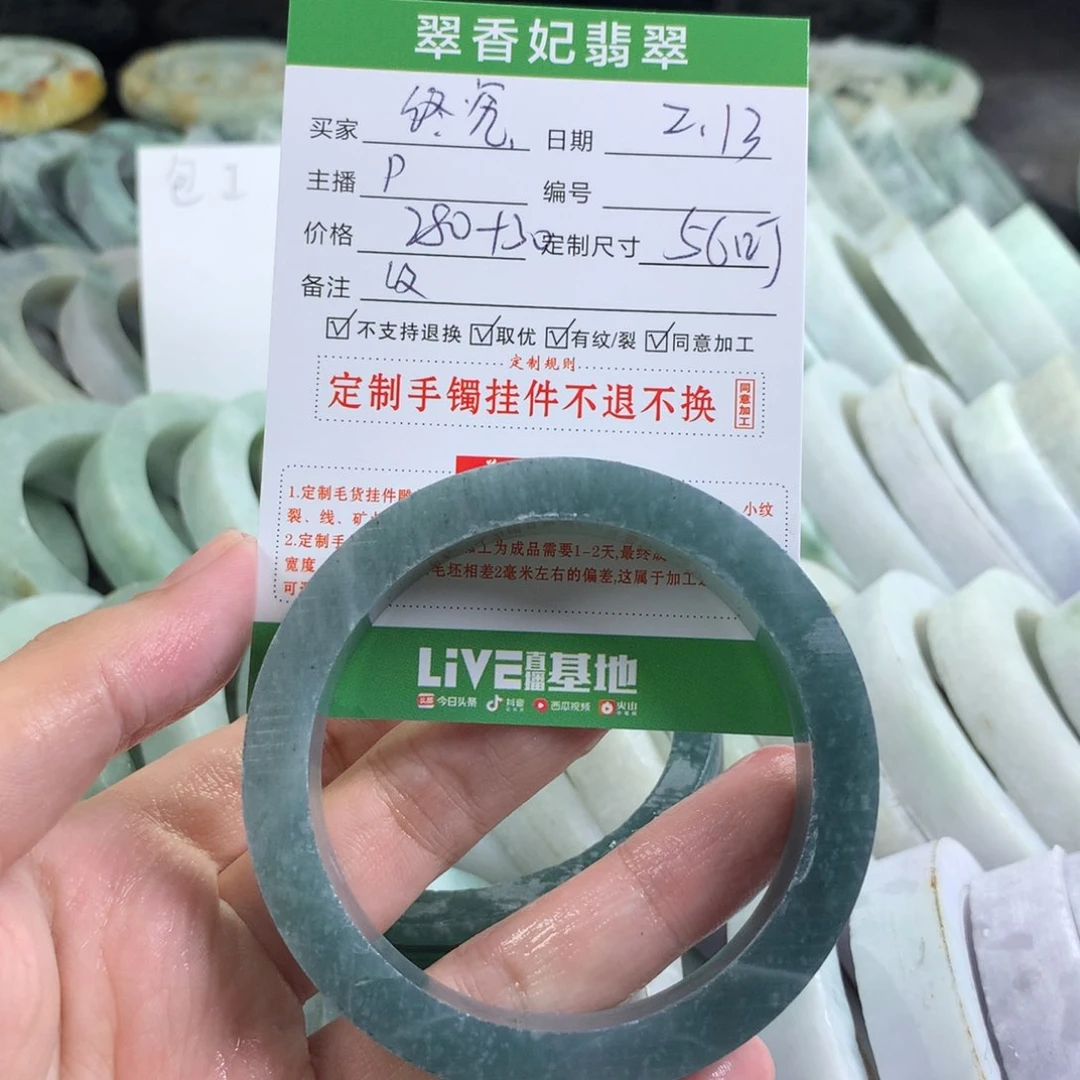 翠香妃翡翠
买家 终究. 日期 2.13
主播 P 编号
价格 280+30 定制尺寸 56
备注
包工
☑不支持退换 ☑取优 ☑有纹/裂 ☑同意加工
定制规则
定制手镯挂件不退不换 同意加工
1.定制毛货挂件 小纹
裂、线、矿
2.定制手 工为成品需要1-2天,最终
宽度 毛坯相差2毫米左右的偏差,这属于加工
可
LiVE直播基地
头条 今日头条 抖音 西瓜视频 火山